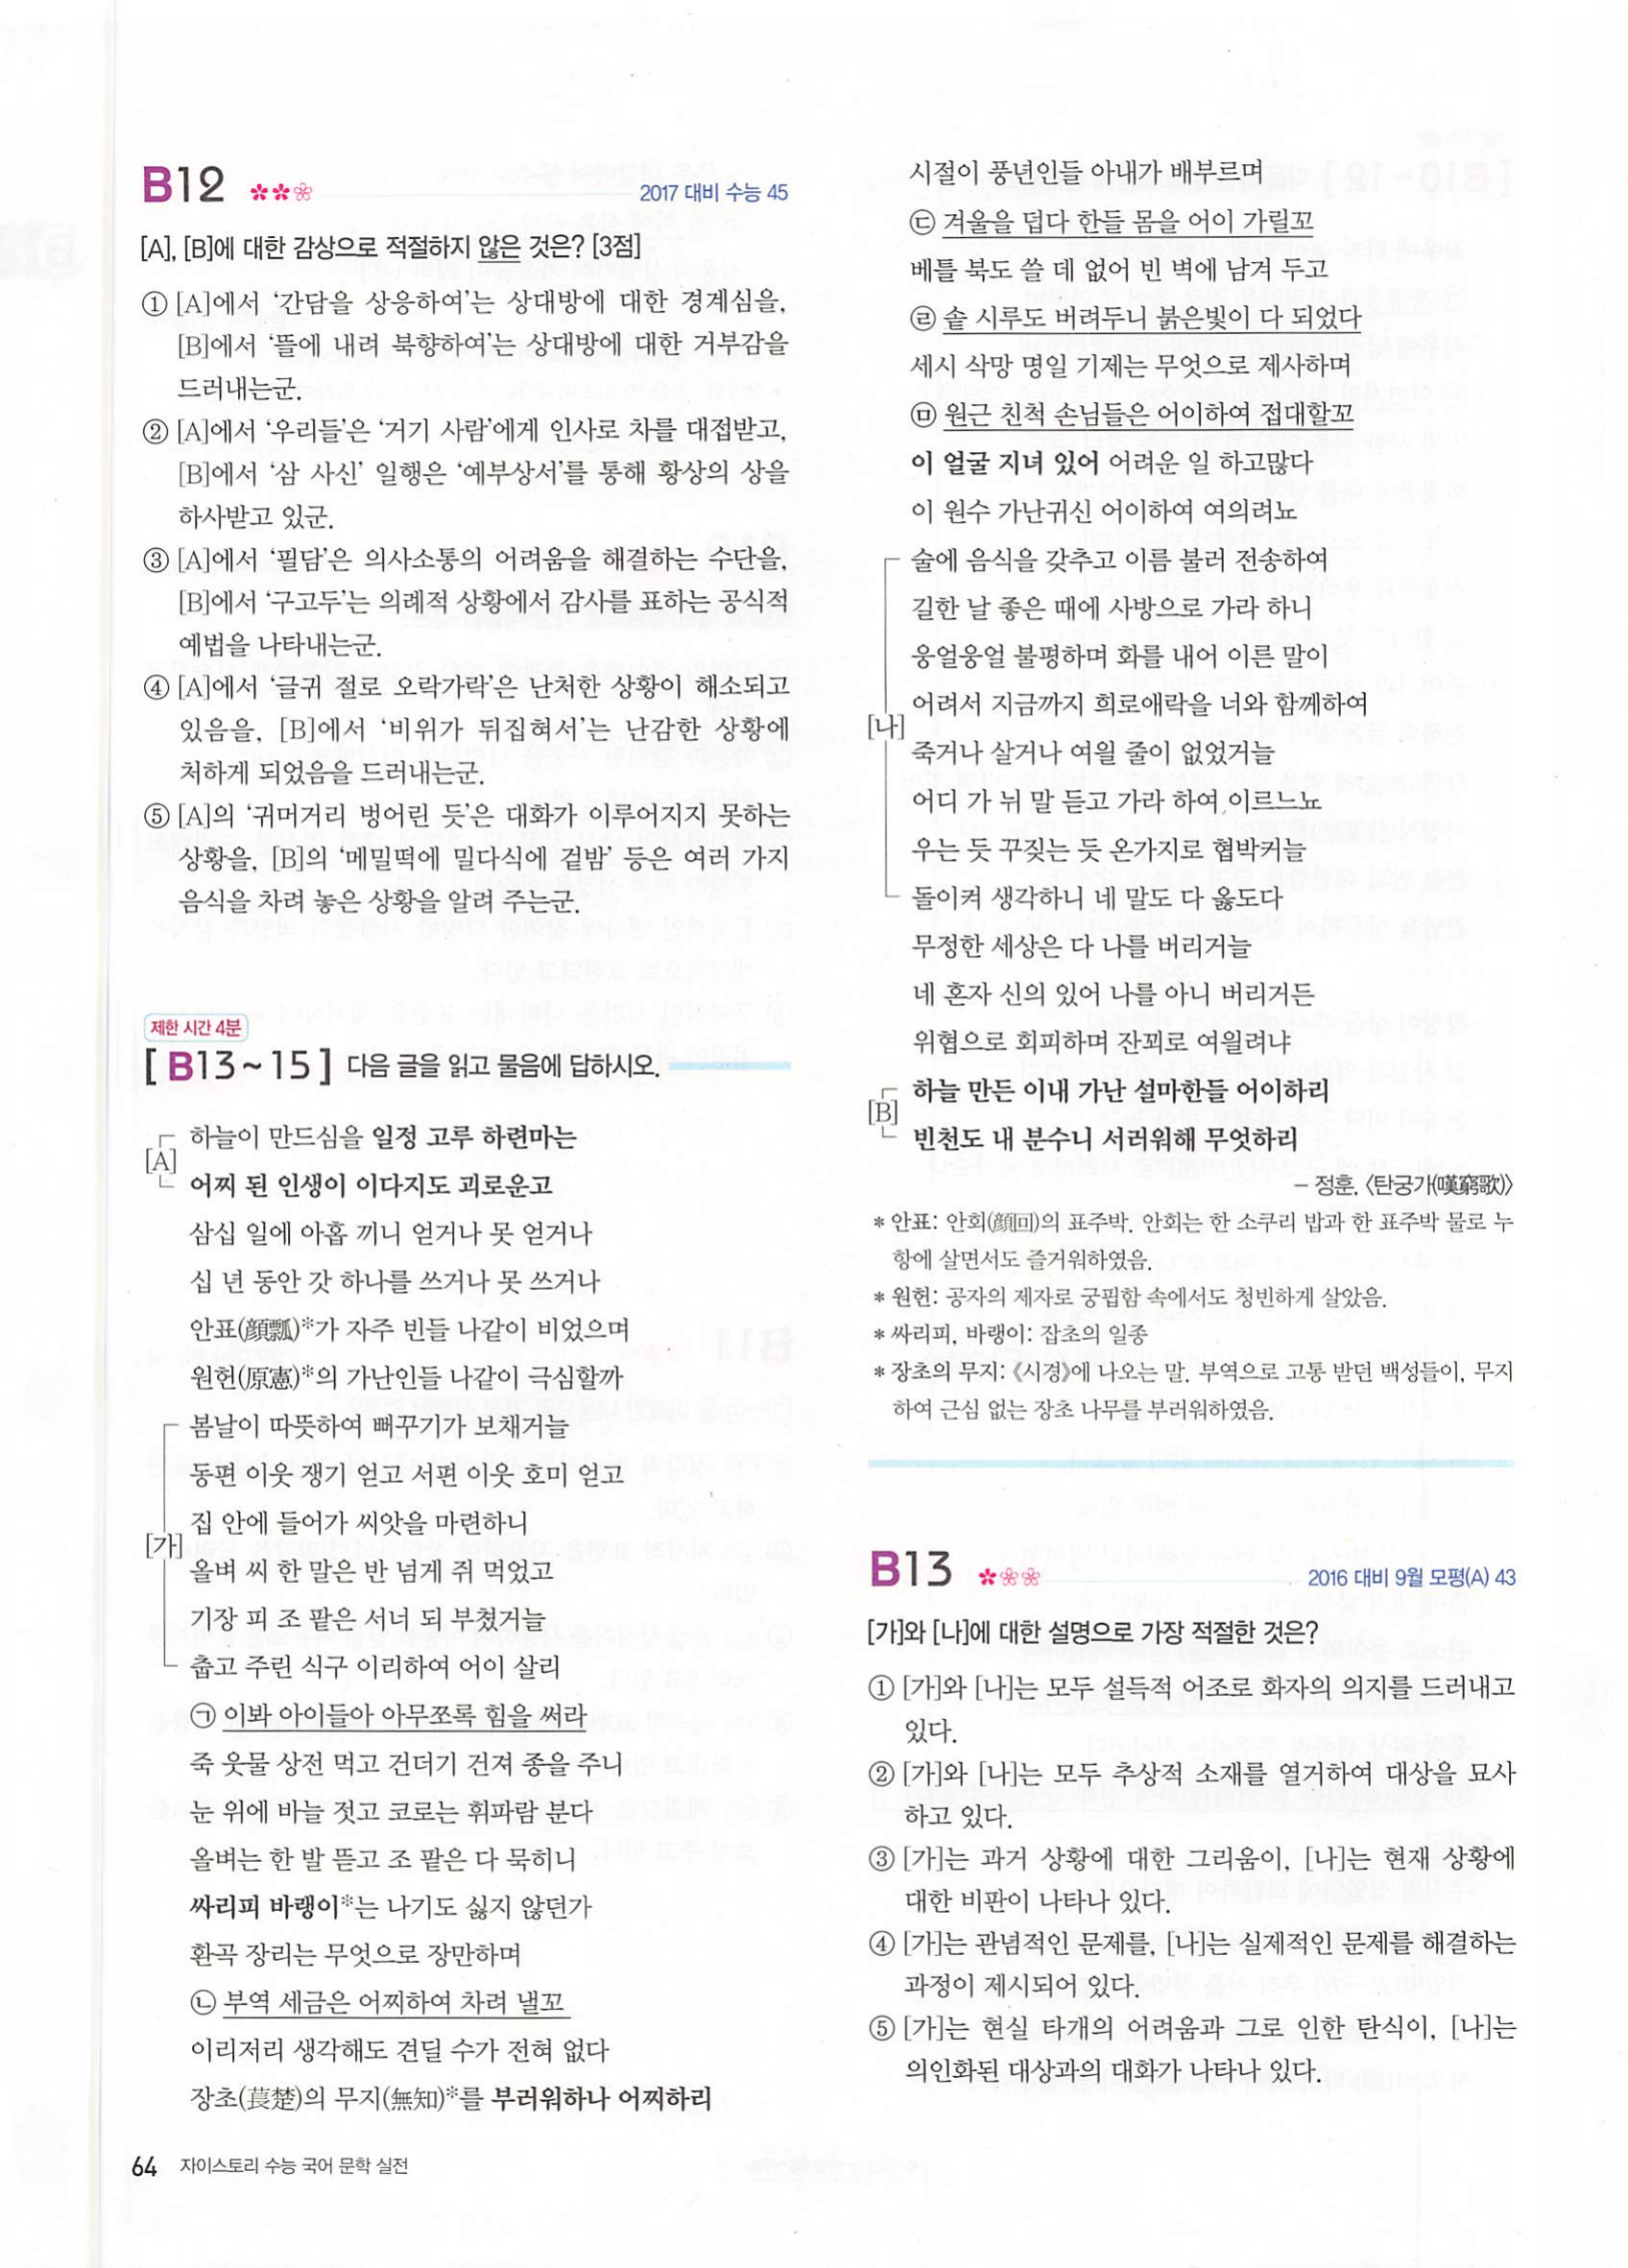 B12
2017 대비 수능 45
[A], [B]에 대한 감상으로 적절하지 않은 것은? [3점]
① [A]에서 ‘간담을 상응하여’는 상대방에 대한 경계심을,
[B]에서 ‘뜰에 내려 북향하여’는 상대방에 대한 거부감을
드러내는군.
② [A]에서 ‘우리들’은 ‘거기 사람’에게 인사로 차를 대접받고,
[B]에서 ‘삼 사신’ 일행은 ‘예부상서’를 통해 황상의 상을
하사받고 있군.
③ [A]에서 ‘필담’은 의사소통의 어려움을 해결하는 수단을,
[B]에서 ‘구고두’는 의례적 상황에서 감사를 표하는 공식적
예법을 나타내는군.
④ [A]에서 ‘글귀 절로 오락가락’은 난처한 상황이 해소되고
있음을, [B]에서 ‘비위가 뒤집혀서’는 난감한 상황에
처하게 되었음을 드러내는군.
⑤ [A]의 ‘귀머거리 벙어린 듯’은 대화가 이루어지지 못하는
상황을, [B]의 ‘메밀떡에 밀다식에 겉밤’ 등은 여러 가지
음식을 차려 놓은 상황을 알려 주는군.
제한 시간 4분
[ B13~15 ] 다음 글을 읽고 물음에 답하시오.
[A]
하늘이 만드심을 일정 고루 하련마는
어찌 된 인생이 이다지도 괴로운고
삼십 일에 아홉 끼니 얻거나 못 얻거나
십 년 동안 갓 하나를 쓰거나 못 쓰거나
안표(顔瓢)*가 자주 빈들 나같이 비었으며
원헌(原憲)*의 가난인들 나같이 극심할까
[가]
봄날이 따뜻하여 뻐꾸기가 보채거늘
동편 이웃 쟁기 얻고 서편 이웃 호미 얻고
집 안에 들어가 씨앗을 마련하니
올벼 씨 한 말은 반 넘게 쥐 먹었고
기장 피 조 팥은 서너 되 부쳤거늘
춥고 주린 식구 이리하여 어이 살리
㉠ 이봐 아이들아 아무쪼록 힘을 써라
죽 웃물 상전 먹고 건더기 건져 종을 주니
눈 위에 바늘 젓고 코로는 휘파람 분다
올벼는 한 발 뜯고 조 팥은 다 묵히니
싸리피 바랭이*는 나기도 싫지 않던가
환곡 장리는 무엇으로 장만하며
㉡ 부역 세금은 어찌하여 차려 낼꼬
이리저리 생각해도 견딜 수가 전혀 없다
장초(萇楚)의 무지(無知)*를 부러워하나 어찌하리
시절이 풍년인들 아내가 배부르며
㉢ 겨울을 덥다 한들 몸을 어이 가릴꼬
베틀 북도 쓸 데 없어 빈 벽에 남겨 두고
㉣ 솥 시루도 버려두니 붉은빛이 다 되었다
세시 삭망 명일 기제는 무엇으로 제사하며
㉤ 원근 친척 손님들은 어이하여 접대할꼬
이 얼굴 지녀 있어 어려운 일 하고많다
이 원수 가난귀신 어이하여 여의려뇨
[나]
술에 음식을 갖추고 이름 불러 전송하여
길한 날 좋은 때에 사방으로 가라 하니
웅얼웅얼 불평하며 화를 내어 이른 말이
어려서 지금까지 희로애락을 너와 함께하여
죽거나 살거나 여읠 줄이 없었거늘
어디 가 뉘 말 듣고 가라 하여 이르느뇨
우는 듯 꾸짖는 듯 온가지로 협박커늘
돌이켜 생각하니 네 말도 다 옳도다
무정한 세상은 다 나를 버리거늘
네 혼자 신의 있어 나를 아니 버리거든
위협으로 회피하며 잔꾀로 여읠려냐
[B]
하늘 만든 이내 가난 설마한들 어이하리
빈천도 내 분수니 서러워해 무엇하리
– 정훈, 〈탄궁가(嘆窮歌)〉
* 안표: 안회(顔回)의 표주박. 안회는 한 소쿠리 밥과 한 표주박 물로 누
항에 살면서도 즐거워하였음.
* 원헌: 공자의 제자로 궁핍함 속에서도 청빈하게 살았음.
* 싸리피, 바랭이: 잡초의 일종
* 장초의 무지:《시경》에 나오는 말. 부역으로 고통 받던 백성들이, 무지
하여 근심 없는 장초 나무를 부러워하였음.
B13
2016 대비 9월 모평(A) 43
[가]와 [나]에 대한 설명으로 가장 적절한 것은?
① [가]와 [나]는 모두 설득적 어조로 화자의 의지를 드러내고
있다.
② [가]와 [나]는 모두 추상적 소재를 열거하여 대상을 묘사
하고 있다.
③ [가]는 과거 상황에 대한 그리움이, [나]는 현재 상황에
대한 비판이 나타나 있다.
④ [가]는 관념적인 문제를, [나]는 실제적인 문제를 해결하는
과정이 제시되어 있다.
⑤ [가]는 현실 타개의 어려움과 그로 인한 탄식이, [나]는
의인화된 대상과의 대화가 나타나 있다.
64 자이스토리 수능 국어 문학 실전